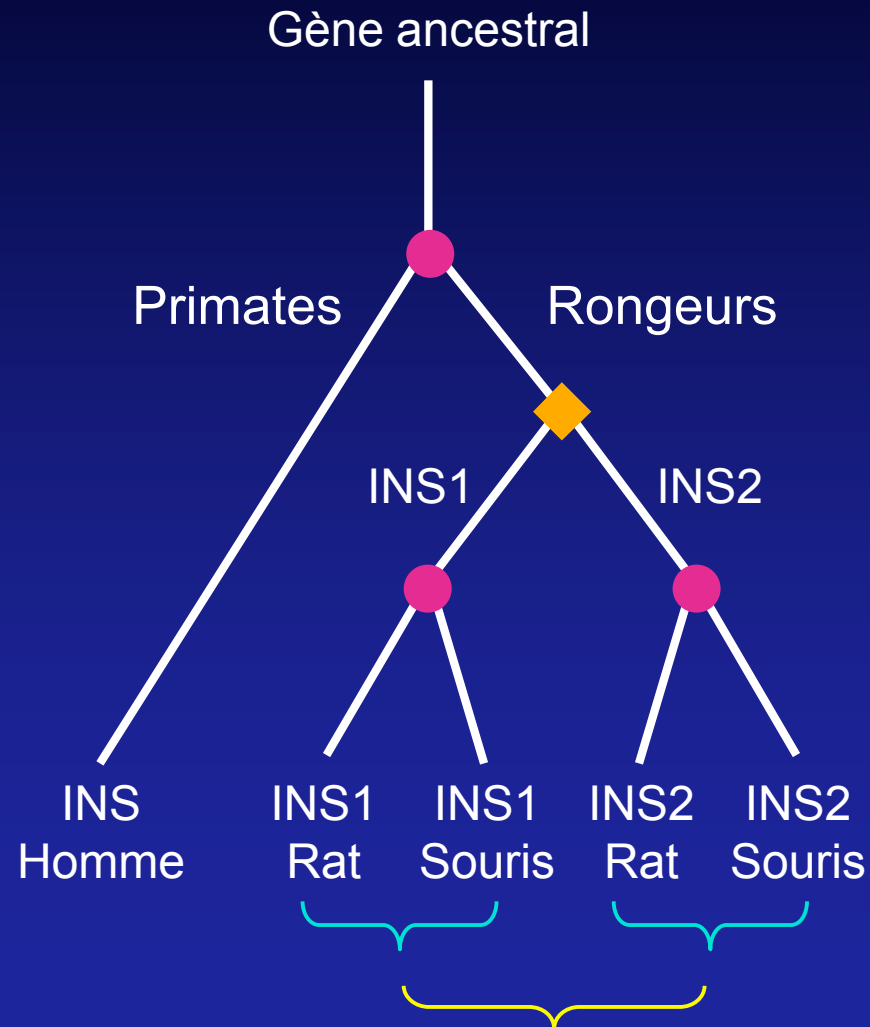 Gène ancestral
Primates
Rongeurs
INS1
INS2
INS
Homme
INS1
Rat
INS1
Souris
INS2
Rat
INS2
Souris